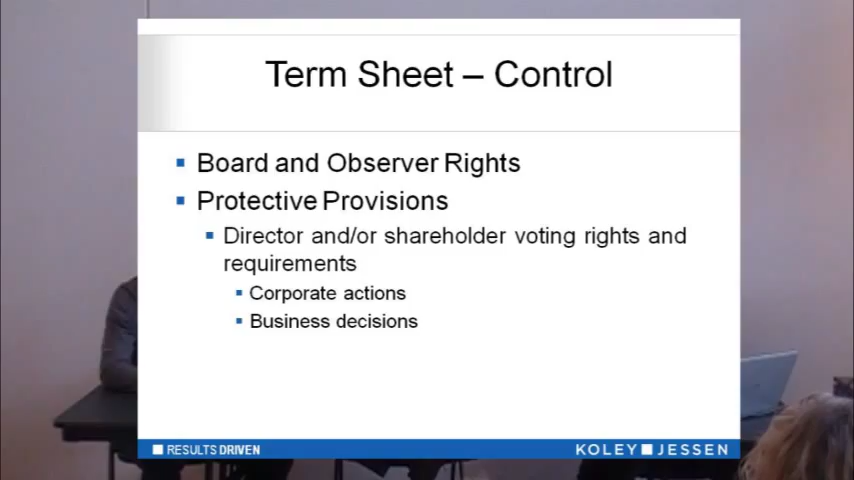 Term Sheet – Control
Board and Observer Rights
Protective Provisions
Director and/or shareholder voting rights and
requirements
Corporate actions
Business decisions
RESULTS DRIVEN KOLEY JESSEN